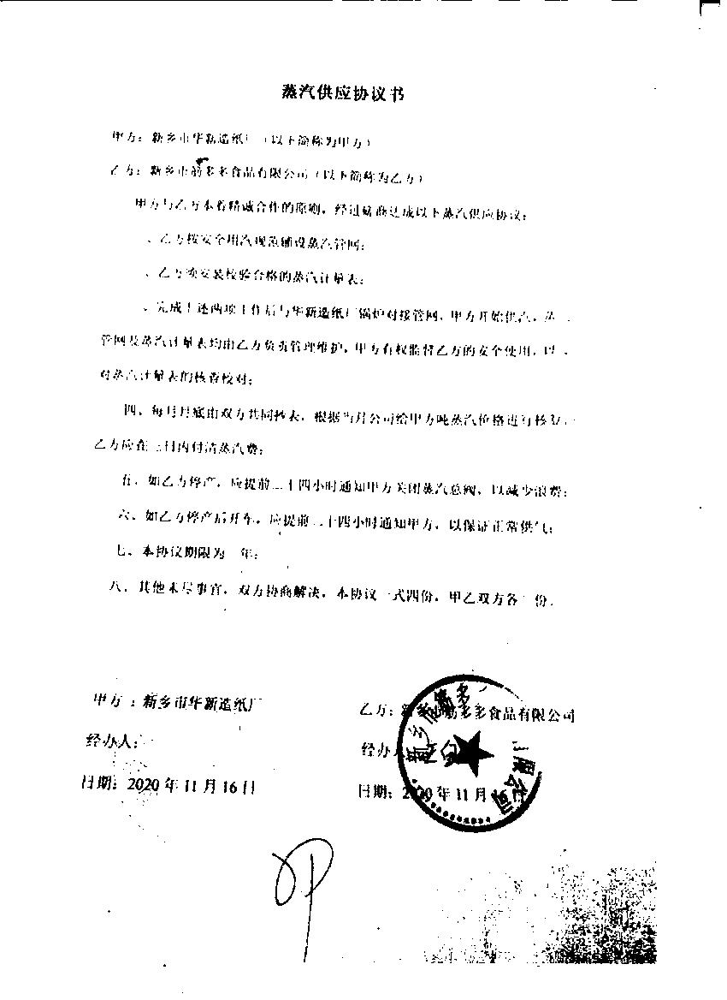 蒸汽供应协议书
甲方：新乡市华新造纸厂（以下简称为甲方）
乙方：新乡市筋多多食品有限公司（以下简称为乙方）
甲方与乙方本着精诚合作的原则，经过磋商达成以下蒸汽供应协议：
、乙方按安全用汽规范铺设蒸汽管网；
、乙方须安装校验合格的蒸汽计量表；
、完成上述两项工作后与华新造纸厂锅炉对接管网，甲方开始供汽，蒸
管网及蒸汽计量表均由乙方负责管理维护，甲方有权监督乙方的安全使用，以
对蒸汽计量表的核查校对；
四、每月月底由双方共同抄表，根据当月公司给甲方吨蒸汽价格进行核
乙方应在三日内付清蒸汽费；
五、如乙方停产，应提前二十四小时通知甲方关闭蒸汽总阀，以减少浪费；
六、如乙方停产后开车，应提前二十四小时通知甲方，以保证正常供气；
七、本协议期限为 年；
八、其他未尽事宜，双方协商解决，本协议一式四份，甲乙双方各 份。
甲方：新乡市华新造纸厂
乙方：新乡市筋多多食品有限公司
经办人：
经办人
日期：2020年11月16日
日期：2020年11月16日
新乡市筋多 限公司